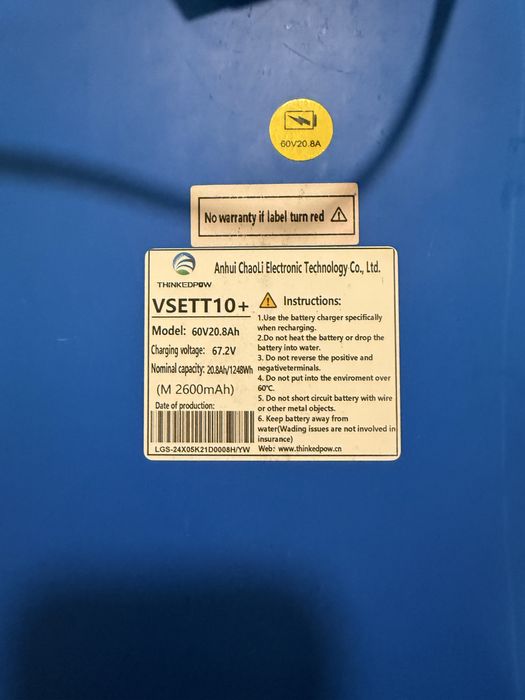 60V20.8A
No warranty if label turn red
THINKEDPOW
Anhui ChaoLi Electronic Technology Co., Ltd.
VSETT10+
Model: 60V20.8Ah
Charging voltage: 67.2V
Nominal capacity: 20.8Ah/1248Wh
(M 2600mAh)
Date of production:
LGS-24X05K21D0008H/YW
Instructions:
1.Use the battery charger specifically
when recharging.
2.Do not heat the battery or drop the
battery into water.
3. Do not reverse the positive and
negativeterminals.
4. Do not put into the enviroment over
60℃.
5. Do not short circuit battery with wire
or other metal objects.
6. Keep battery away from
water(Wading issues are not involved in
insurance)
Web: www.thinkedpow.cn